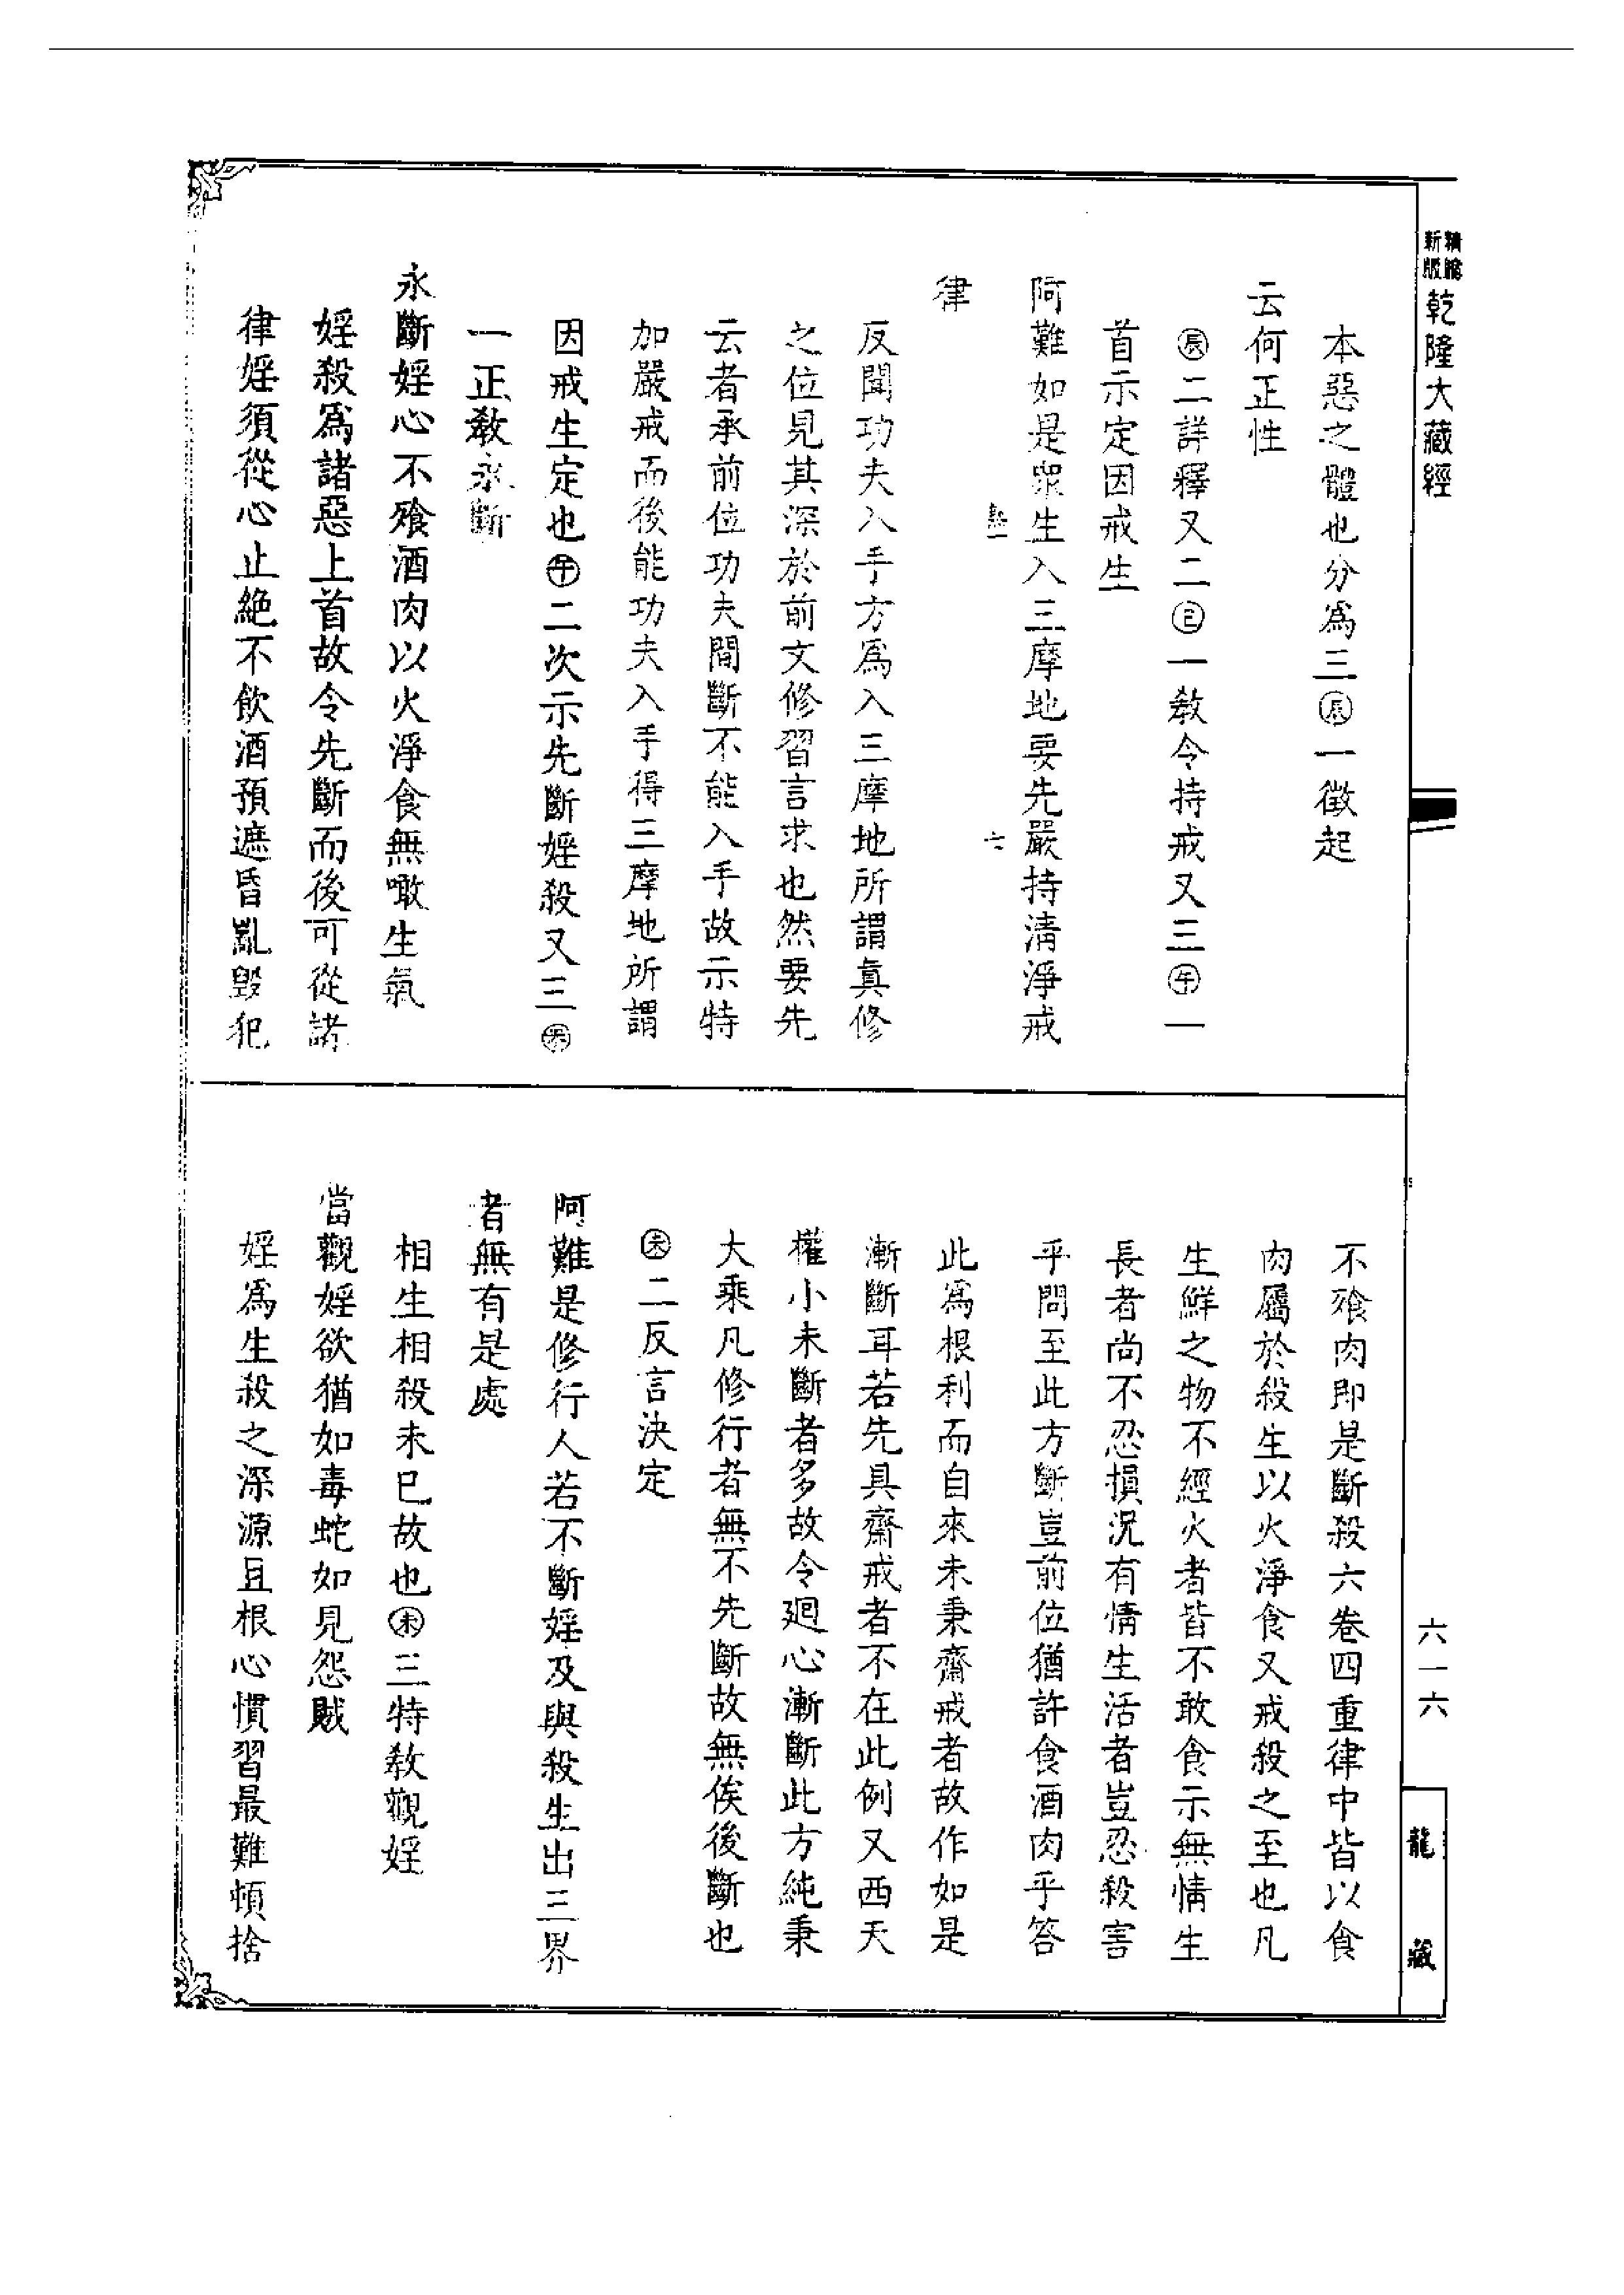 精縮
新版
乾隆大藏經
本惡之體也分爲三㊋辰一徵起
云何正性
辰二詳釋又二巳一敎令持戒又三午一
首示定因戒生
阿難如是衆生入三摩地要先嚴持清淨戒
律
七
反聞功夫入手方爲入三摩地所謂眞修
之位見其深於前文修習言求也然要先
云者承前位功夫間斷不能入手故示特
加嚴戒而後能功夫入手得三摩地所謂
因戒生定也午二次示先斷婬殺又三未
一正敎永斷
永斷婬心不飱酒肉以火淨食無噉生氣
婬殺爲諸惡上首故令先斷而後可從諸
律婬須從心止絶不飲酒預遮昏亂毀犯
不飱肉即是斷殺六卷四重律中皆以食
肉屬於殺生以火淨食又戒殺之至也凡
生鮮之物不經火者皆不敢食示無情生
長者尚不忍損況有情生活者豈忍殺害
乎問至此方斷豈前位猶許食酒肉乎答
此爲根利而自來未秉齋戒者故作如是
漸斷耳若先具齋戒者不在此例又西天
權小未斷者多故令廻心漸斷此方純秉
大乘凡修行者無不先斷故無俟後斷也
未二反言決定
阿難是修行人若不斷婬及與殺生出三界
者無有是處
相生相殺未已故也未三特敎觀婬
當觀婬欲猶如毒蛇如見怨賊
婬爲生殺之深源且根心慣習最難頓捨
六一六
龍藏